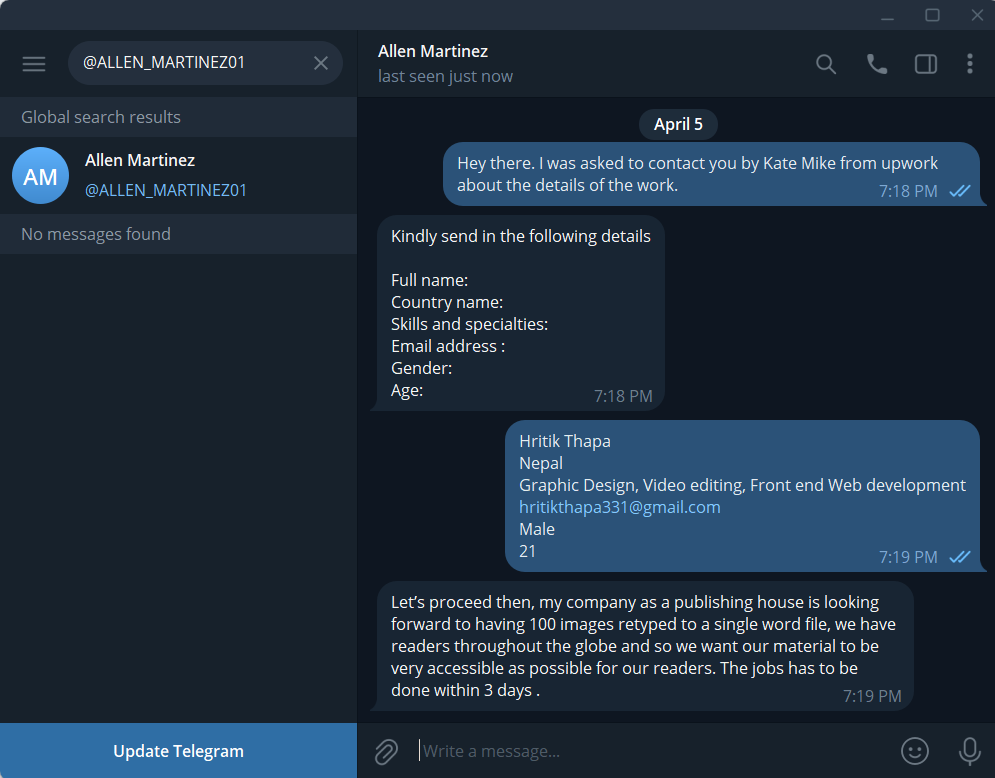 @ALLEN_MARTINEZ01
Global search results
AM
Allen Martinez
@ALLEN_MARTINEZ01
No messages found
Update Telegram
Allen Martinez
last seen just now
April 5
Hey there. I was asked to contact you by Kate Mike from upwork
about the details of the work.
7:18 PM
Kindly send in the following details
Full name:
Country name:
Skills and specialties:
Email address :
Gender:
Age:
7:18 PM
Hritik Thapa
Nepal
Graphic Design, Video editing, Front end Web development
hritikthapa331@gmail.com
Male
21
7:19 PM
Let’s proceed then, my company as a publishing house is looking
forward to having 100 images retyped to a single word file, we have
readers throughout the globe and so we want our material to be
very accessible as possible for our readers. The jobs has to be
done within 3 days .
7:19 PM
Write a message...